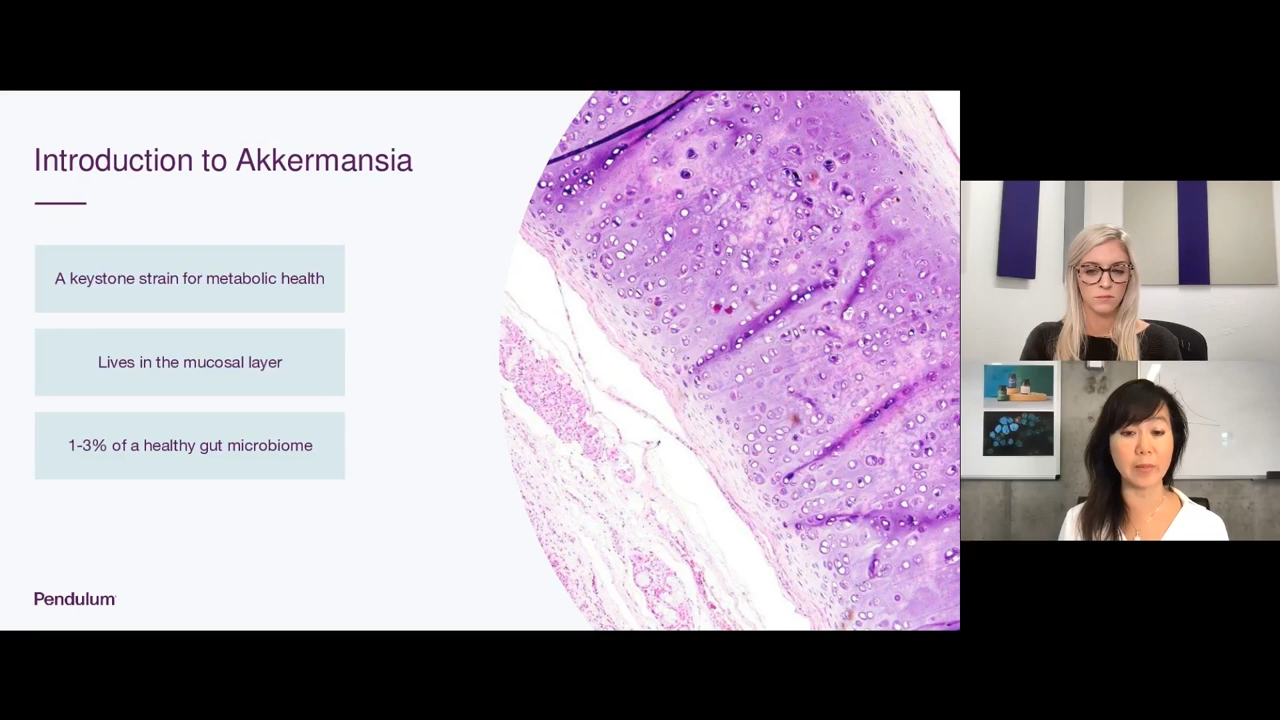 Introduction to Akkermansia
A keystone strain for metabolic health
Lives in the mucosal layer
1-3% of a healthy gut microbiome
Pendulum